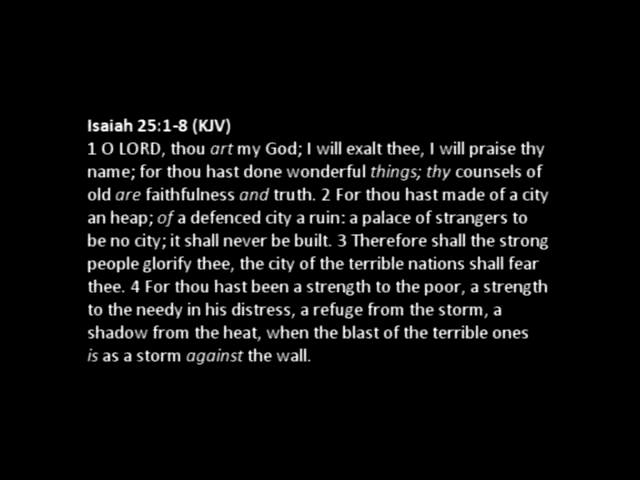 Isaiah 25:1-8 (KJV)
1 O LORD, thou art my God; I will exalt thee, I will praise thy
name; for thou hast done wonderful things; thy counsels of
old are faithfulness and truth. 2 For thou hast made of a city
an heap; of a defenced city a ruin: a palace of strangers to
be no city; it shall never be built. 3 Therefore shall the strong
people glorify thee, the city of the terrible nations shall fear
thee. 4 For thou hast been a strength to the poor, a strength
to the needy in his distress, a refuge from the storm, a
shadow from the heat, when the blast of the terrible ones
is as a storm against the wall.